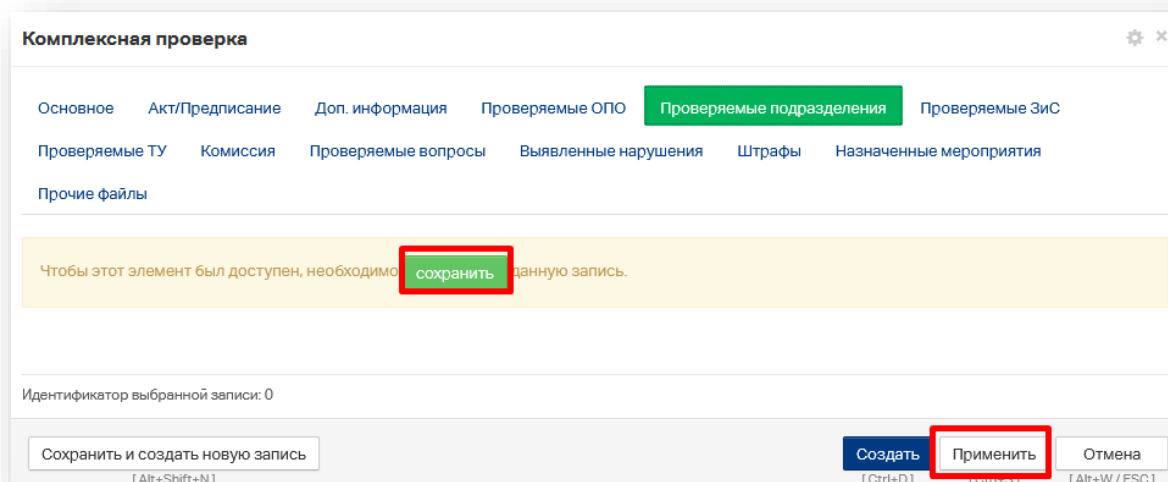 Комплексная проверка
Основное Акт/Предписание Доп. информация Проверяемые ОПО Проверяемые подразделения Проверяемые ЗиС
Проверяемые ТУ Комиссия Проверяемые вопросы Выявленные нарушения Штрафы Назначенные мероприятия
Прочие файлы
Чтобы этот элемент был доступен, необходимо сохранить данную запись.
Идентификатор выбранной записи: 0
Сохранить и создать новую запись Создать Применить Отмена
[Alt+Shift+N] [Ctrl+D] [Alt+W / ESC]